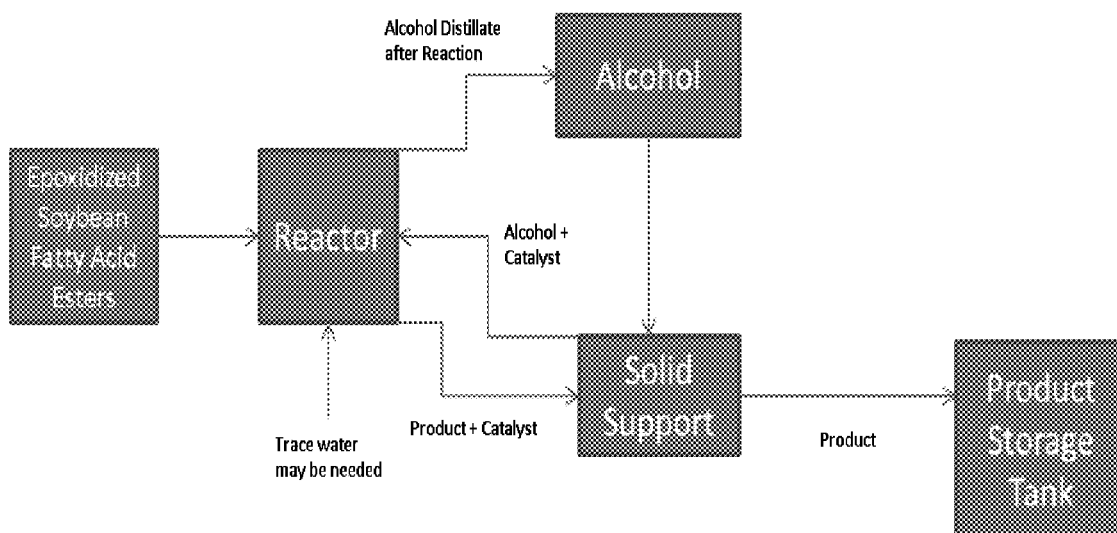 Alcohol Distillate
after Reaction
Alcohol
Epoxidized
Soybean
Fatty Acid
Esters
Reactor
Alcohol +
Catalyst
Solid
Support
Product
Storage
Tank
Product + Catalyst
Product
Trace water
may be needed